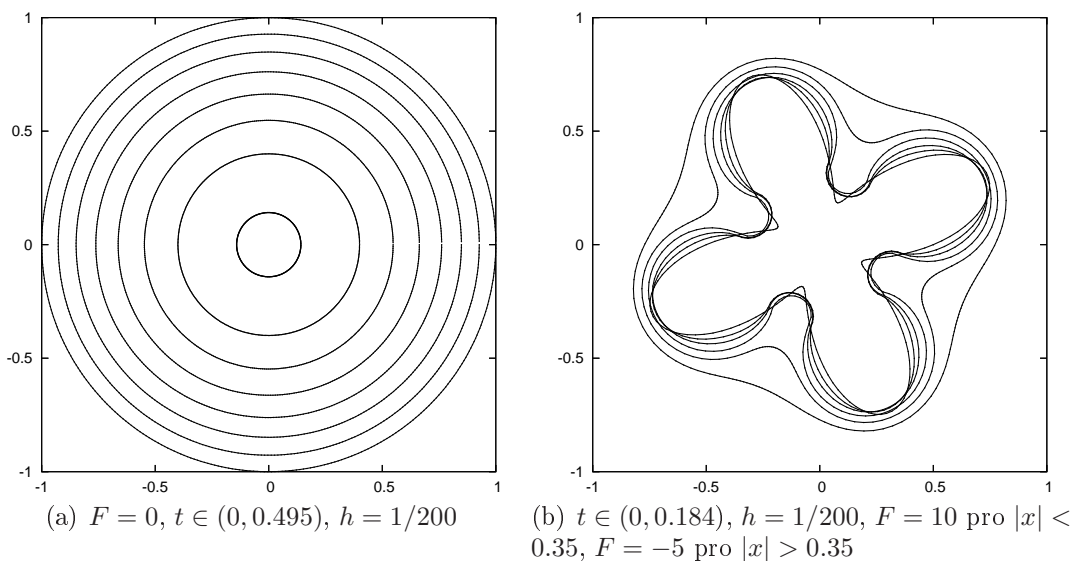 1
0.5
0
-0.5
-1
-1 -0.5 0 0.5 1
(a) F = 0, t ∈ (0, 0.495), h = 1/200
1
0.5
0
-0.5
-1
-1 -0.5 0 0.5 1
(b) t ∈ (0, 0.184), h = 1/200, F = 10 pro |x| <
0.35, F = −5 pro |x| > 0.35